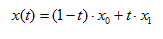 x(t) = (1−t)·x₀ + t·x₁